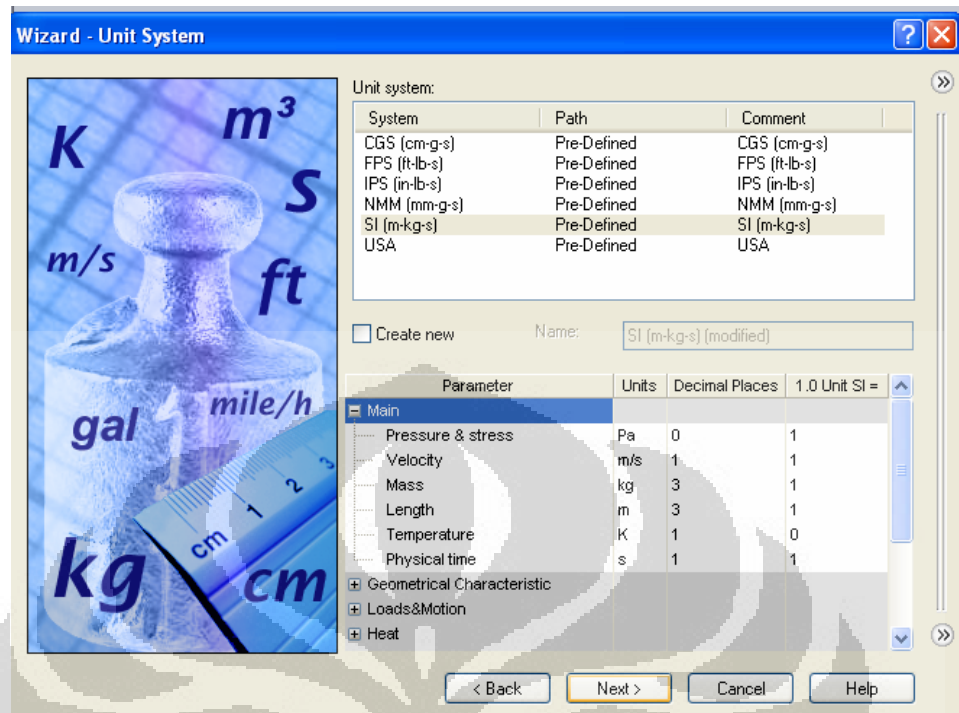 Wizard - Unit System
K
m³
s
m/s
ft
gal
mile/h
1 2 3
cm
kg
cm
Unit system:
System Path Comment
CGS (cm-g-s) Pre-Defined CGS (cm-g-s)
FPS (ft-lb-s) Pre-Defined FPS (ft-lb-s)
IPS (in-lb-s) Pre-Defined IPS (in-lb-s)
NMM (mm-g-s) Pre-Defined NMM (mm-g-s)
SI (m-kg-s) Pre-Defined SI (m-kg-s)
USA Pre-Defined USA
Create new Name: SI (m-kg-s) (modified)
Parameter Units Decimal Places 1.0 Unit SI =
Main
Pressure & stress Pa 0 1
Velocity m/s 1 1
Mass kg 3 1
Length m 3 1
Temperature K 1 0
Physical time s 1 1
Geometrical Characteristic
Loads&Motion
Heat
< Back Next > Cancel Help